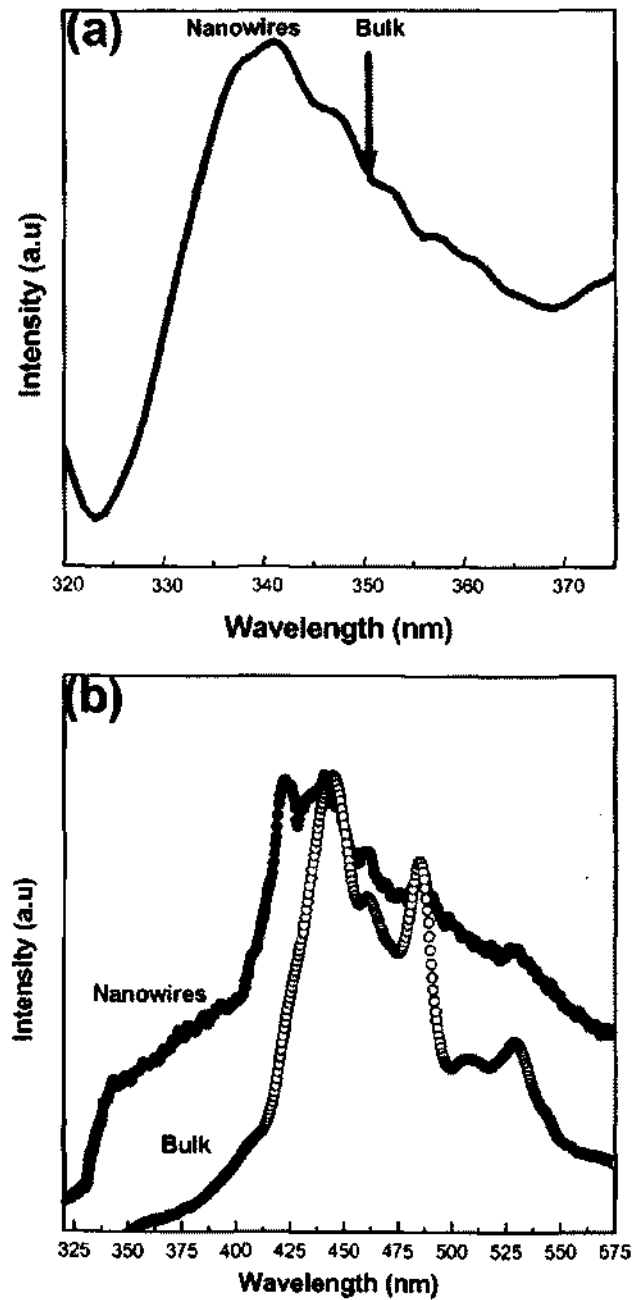 (a)
Nanowires Bulk
Intensity (a.u)
320 330 340 350 360 370
Wavelength (nm)
(b)
Intensity (a.u)
Nanowires
Bulk
325 350 375 400 425 450 475 500 525 550 575
Wavelength (nm)